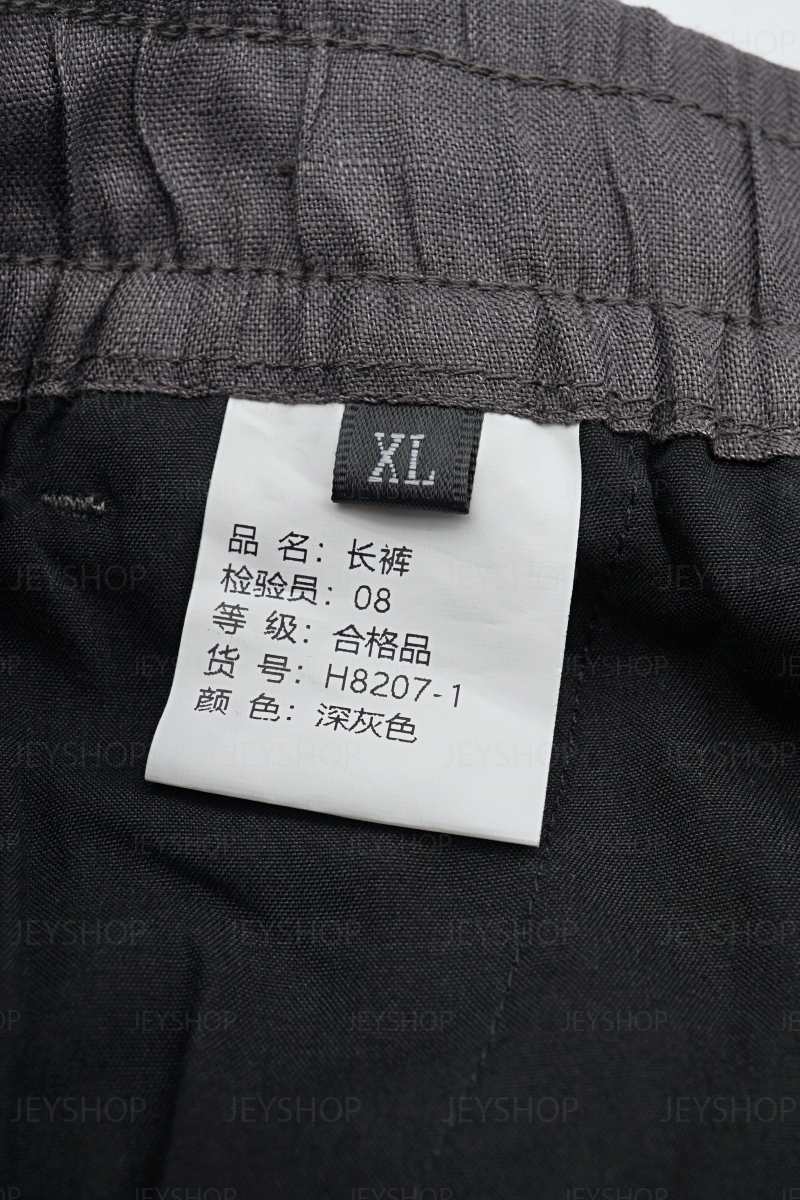 XL
品 名：长裤
检验员：08
等 级：合格品
货 号：H8207-1
颜 色：深灰色
JEYSHOP